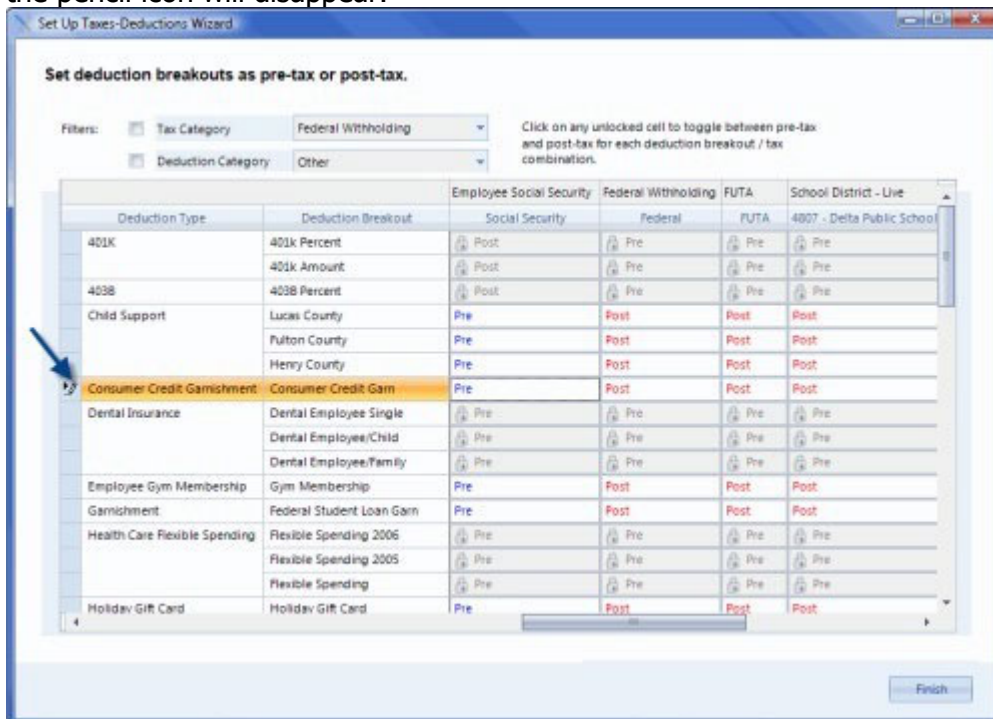 the pencil icon will disappear.
Set Up Taxes-Deductions Wizard
Set deduction breakouts as pre-tax or post-tax.
Filters: Tax Category Federal Withholding Click on any unlocked cell to toggle between pre-tax
and post-tax for each deduction breakout / tax
Deduction Category Other combination.
Employee Social Security Federal Withholding FUTA School District - Live
Deduction Type Deduction Breakout Social Security Federal FUTA 4807 - Delta Public School
401K 401k Percent Post Pre Pre Pre
401k Amount Post Pre Pre Pre
403B 403B Percent Post Pre Pre Pre
Child Support Lucas County Pre Post Post Post
Fulton County Pre Post Post Post
Henry County Pre Post Post Post
Consumer Credit Garnishment Consumer Credit Garn Pre Post Post Post
Dental Insurance Dental Employee Single Pre Pre Pre Pre
Dental Employee/Child Pre Pre Pre Pre
Dental Employee/Family Pre Pre Pre Pre
Employee Gym Membership Gym Membership Pre Post Post Post
Garnishment Federal Student Loan Garn Pre Post Post Post
Health Care Flexible Spending Flexible Spending 2006 Pre Pre Pre Pre
Flexible Spending 2005 Pre Pre Pre Pre
Flexible Spending Pre Pre Pre Pre
Holiday Gift Card Holiday Gift Card Pre Post Post Post
Finish